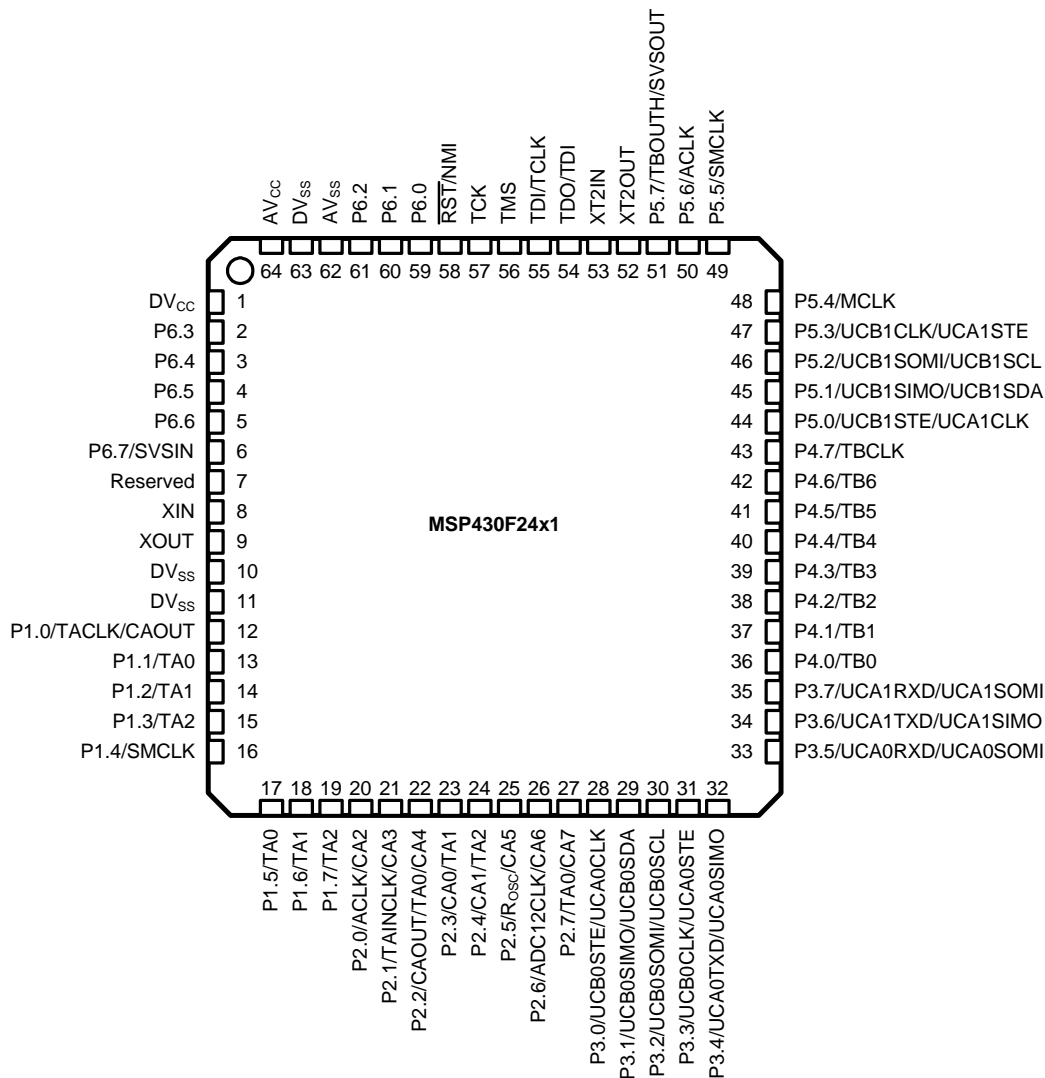 AVCC
DVSS
AVSS
P6.2
P6.1
P6.0
RST/NMI
TCK
TMS
TDI/TCLK
TDO/TDI
XT2IN
XT2OUT
P5.7/TBOUTH/SVSOUT
P5.6/ACLK
P5.5/SMCLK
64 63 62 61 60 59 58 57 56 55 54 53 52 51 50 49
DVCC 1 48 P5.4/MCLK
P6.3 2 47 P5.3/UCB1CLK/UCA1STE
P6.4 3 46 P5.2/UCB1SOMI/UCB1SCL
P6.5 4 45 P5.1/UCB1SIMO/UCB1SDA
P6.6 5 44 P5.0/UCB1STE/UCA1CLK
P6.7/SVSIN 6 43 P4.7/TBCLK
Reserved 7 42 P4.6/TB6
XIN 8 MSP430F24x1 41 P4.5/TB5
XOUT 9 40 P4.4/TB4
DVSS 10 39 P4.3/TB3
DVSS 11 38 P4.2/TB2
P1.0/TACLK/CAOUT 12 37 P4.1/TB1
P1.1/TA0 13 36 P4.0/TB0
P1.2/TA1 14 35 P3.7/UCA1RXD/UCA1SOMI
P1.3/TA2 15 34 P3.6/UCA1TXD/UCA1SIMO
P1.4/SMCLK 16 33 P3.5/UCA0RXD/UCA0SOMI
17 18 19 20 21 22 23 24 25 26 27 28 29 30 31 32
P1.5/TA0
P1.6/TA1
P1.7/TA2
P2.0/ACLK/CA2
P2.1/TAINCLK/CA3
P2.2/CAOUT/TA0/CA4
P2.3/CA0/TA1
P2.4/CA1/TA2
P2.5/ROSC/CA5
P2.6/ADC12CLK/CA6
P2.7/TA0/CA7
P3.0/UCB0STE/UCA0CLK
P3.1/UCB0SIMO/UCB0SDA
P3.2/UCB0SOMI/UCB0SCL
P3.3/UCB0CLK/UCA0STE
P3.4/UCA0TXD/UCA0SIMO